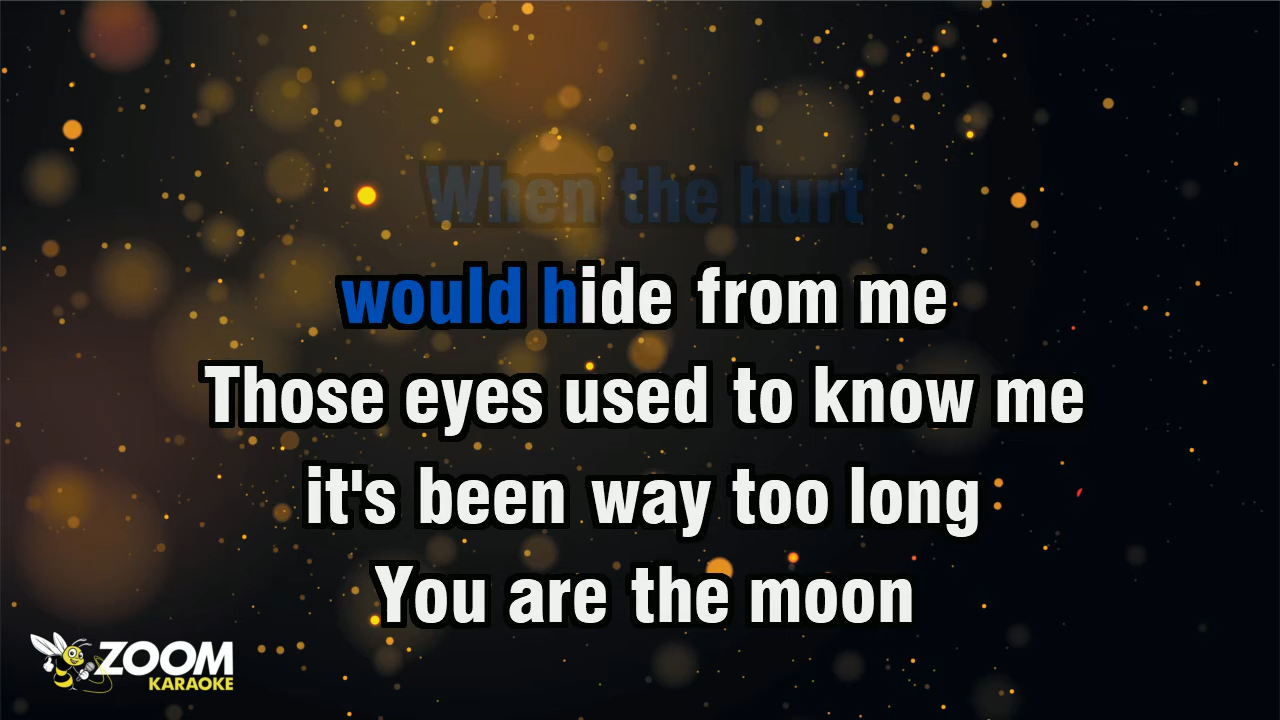 When the hurt
would hide from me
Those eyes used to know me
it's been way too long
You are the moon
ZOOM
KARAOKE